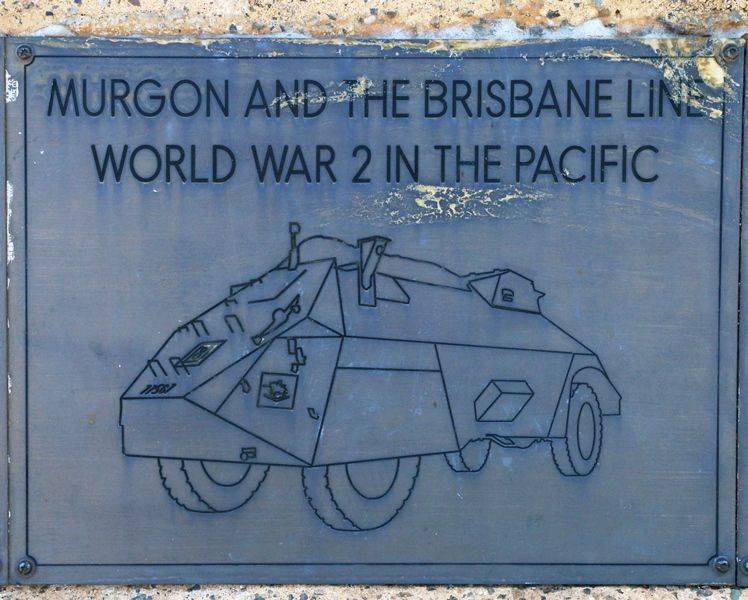 MURGON AND THE BRISBANE LINE
WORLD WAR 2 IN THE PACIFIC